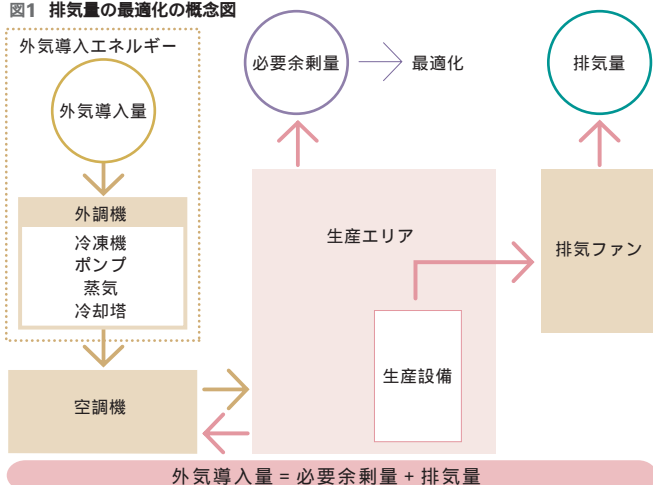 図1 排気量の最適化の概念図
外気導入エネルギー
外気導入量
外調機
冷凍機
ポンプ
蒸気
冷却塔
空調機
必要余剰量
最適化
生産エリア
生産設備
排気量
排気ファン
外気導入量 = 必要余剰量 + 排気量